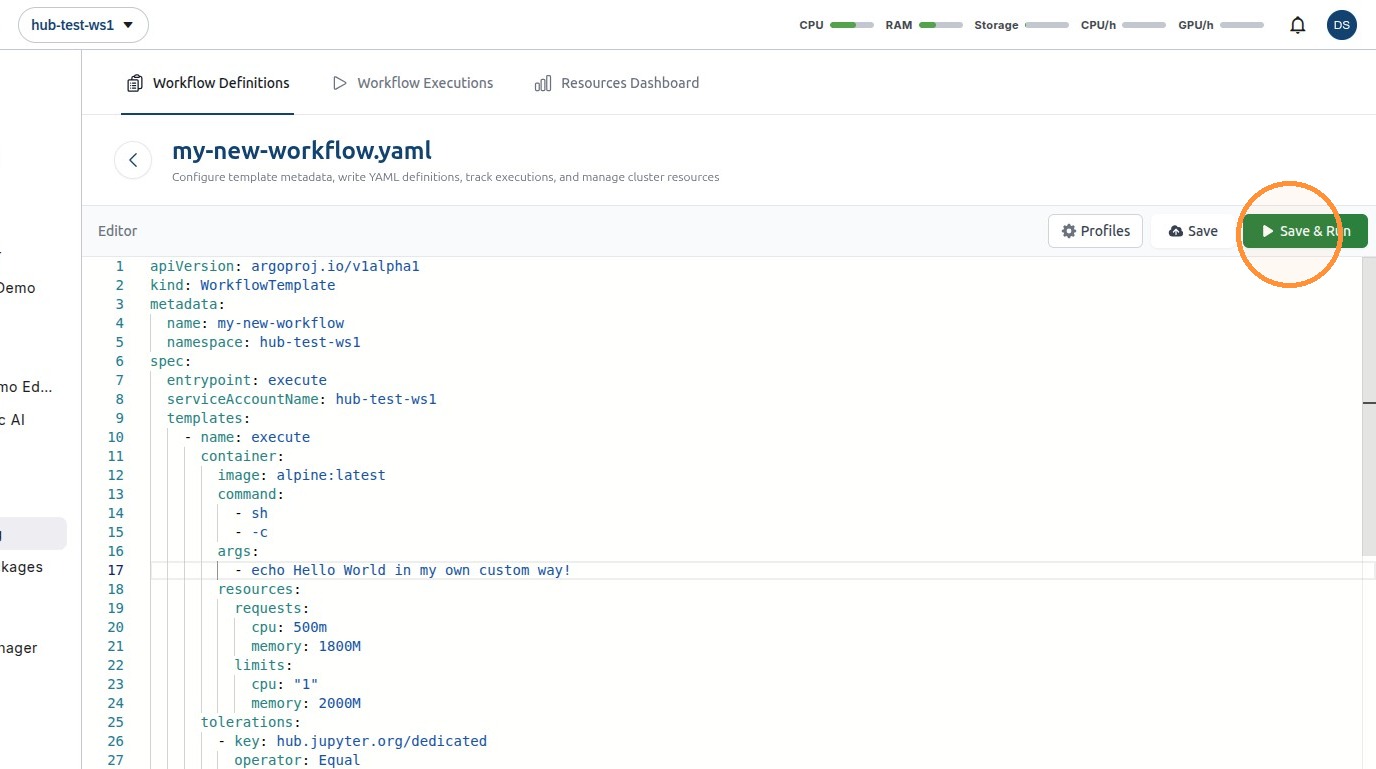 hub-test-ws1
CPU RAM Storage CPU/h GPU/h DS
Workflow Definitions Workflow Executions Resources Dashboard
my-new-workflow.yaml
Configure template metadata, write YAML definitions, track executions, and manage cluster resources
Editor Profiles Save Save & Run
Demo
mo Ed...
c AI
kages
nager
1 apiVersion: argoproj.io/v1alpha1
2 kind: WorkflowTemplate
3 metadata:
4 name: my-new-workflow
5 namespace: hub-test-ws1
6 spec:
7 entrypoint: execute
8 serviceAccountName: hub-test-ws1
9 templates:
10 - name: execute
11 container:
12 image: alpine:latest
13 command:
14 - sh
15 - -c
16 args:
17 - echo Hello World in my own custom way!
18 resources:
19 requests:
20 cpu: 500m
21 memory: 1800M
22 limits:
23 cpu: "1"
24 memory: 2000M
25 tolerations:
26 - key: hub.jupyter.org/dedicated
27 operator: Equal